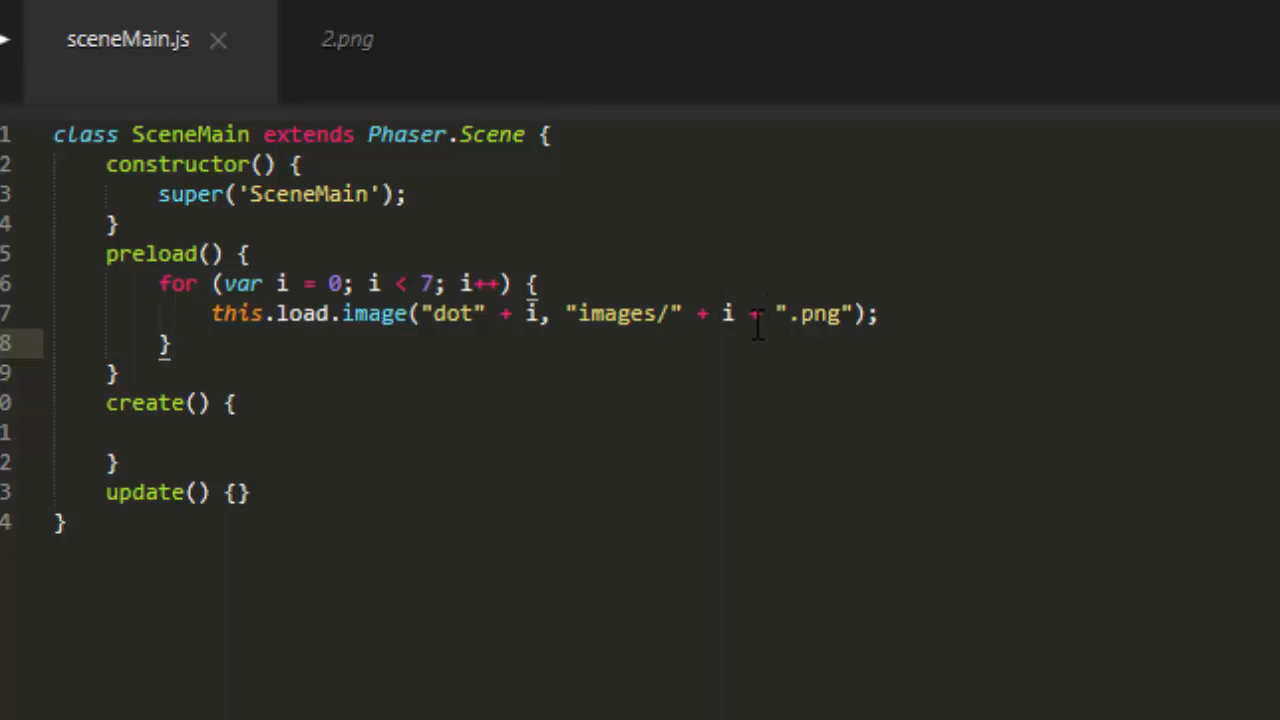 sceneMain.js × 2.png
1 class SceneMain extends Phaser.Scene {
2 constructor() {
3 super('SceneMain');
4 }
5 preload() {
6 for (var i = 0; i < 7; i++) {
7 this.load.image("dot" + i, "images/" + i + ".png");
8 }
9 }
0 create() {
1
2 }
3 update() {}
4 }